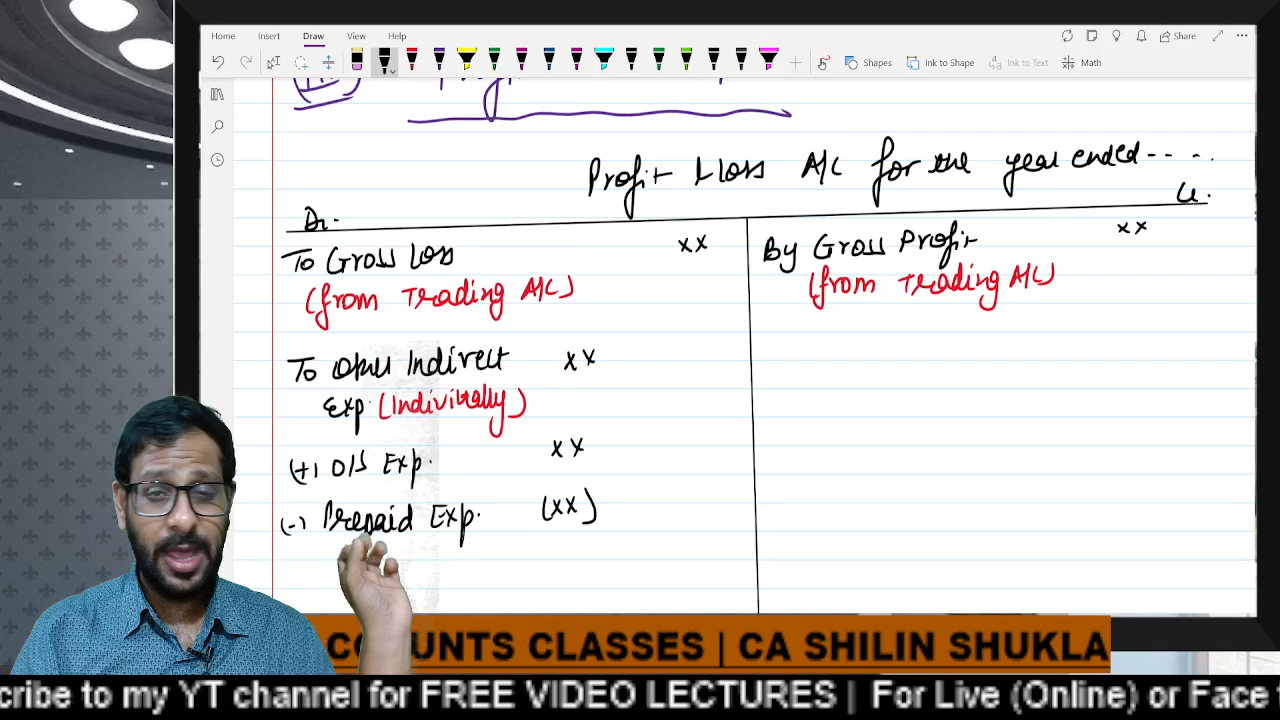 Home Insert Draw View Help
Share
Shapes Ink to Shape Ink to Text Math
Profit & Loss A/C for the year ended -- - .
Dr. Cr.
To Gross Loss xx
(from Trading A/C)
By Gross Profit xx
(from Trading A/C)
To Other Indirect xx
Exp. (Indivirally)
(+) O/S Exp. xx
(-) Prepaid Exp. (xx)
COUNTS CLASSES | CA SHILIN SHUKLA
cribe to my YT channel for FREE VIDEO LECTURES | For Live (Online) or Face